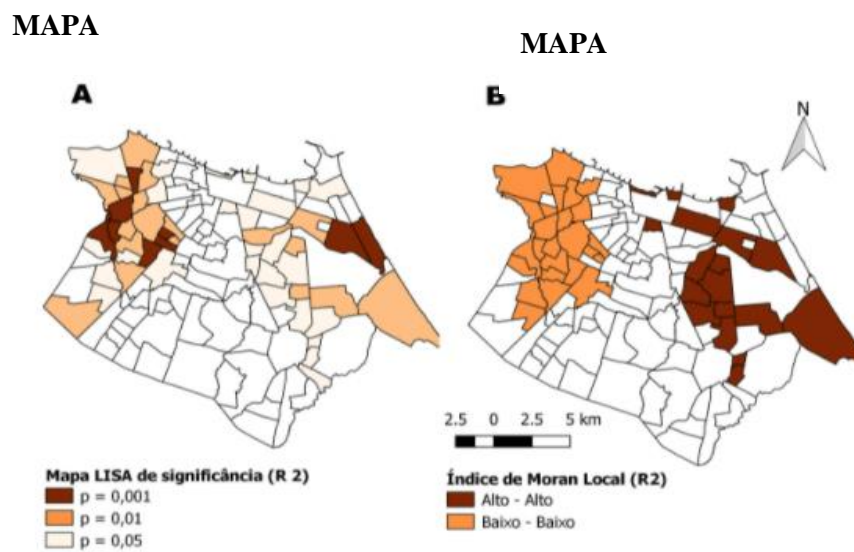 MAPA
MAPA
A
B
N
2.5 0 2.5 5 km
Mapa LISA de significância (R 2)
p = 0,001
p = 0,01
p = 0,05
Índice de Moran Local (R2)
Alto - Alto
Baixo - Baixo